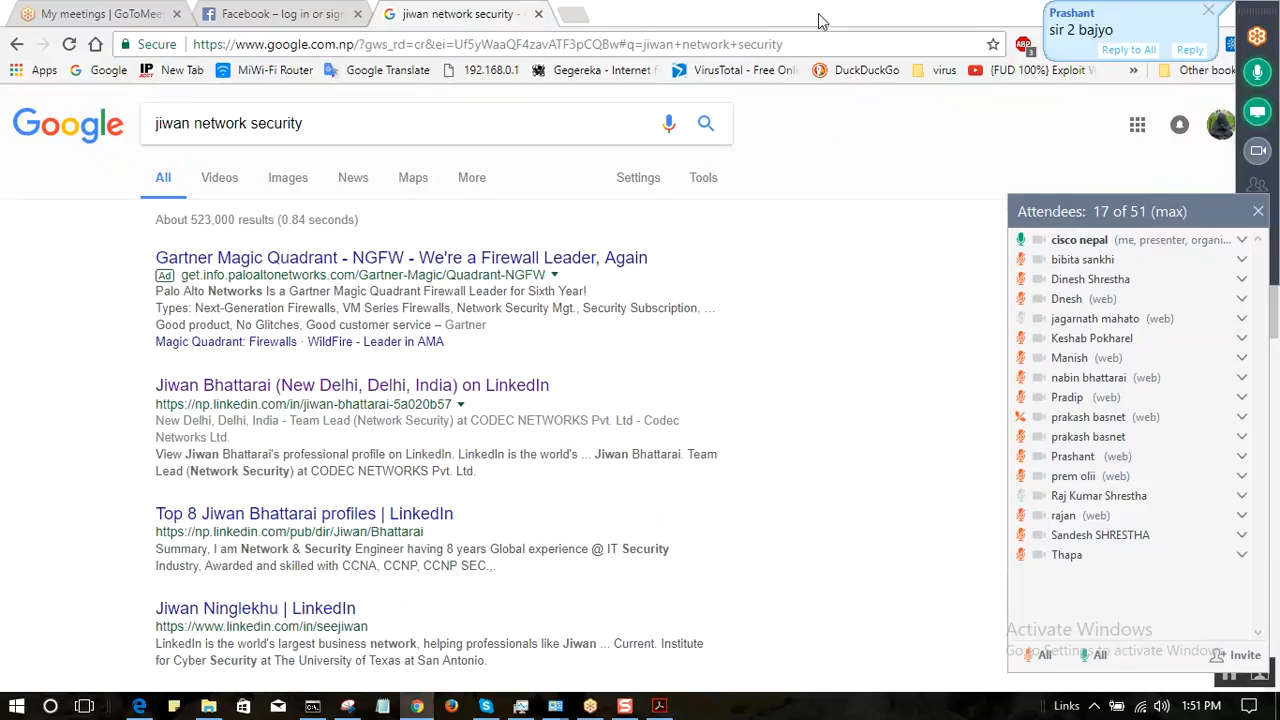 My meetings | GoToMee
Facebook – log in or sign
jiwan network security -
Prashant
sir 2 bajyo
Reply to All Reply
Secure https://www.google.com.np/?gws_rd=cr&ei=Uf5yWaaQF4
TF3pCQBw#q=jiwan+network+security
ABP 3
Apps Google New Tab MiWi-Fi Router Google Translate 192.168.0.1 Gegereka - Internet f VirusTotal - Free Onl DuckDuckGo virus {FUD 100%} Exploit » Other book
Google
jiwan network security
All Videos Images News Maps More Settings Tools
About 523,000 results (0.84 seconds)
Gartner Magic Quadrant - NGFW - We're a Firewall Leader, Again
Ad get.info.paloaltonetworks.com/Gartner-Magic/Quadrant-NGFW
Palo Alto Networks Is a Gartner Magic Quadrant Firewall Leader for Sixth Year!
Types: Next-Generation Firewalls, VM Series Firewalls, Network Security Mgt., Security Subscription, ...
Good product, No Glitches, Good customer service – Gartner
Magic Quadrant: Firewalls · WildFire - Leader in AMA
Jiwan Bhattarai (New Delhi, Delhi, India) on LinkedIn
https://np.linkedin.com/in/jiwan-bhattarai-5a020b57
New Delhi, Delhi, India - Team Lead (Network Security) at CODEC NETWORKS Pvt. Ltd - Codec
Networks Ltd.
View Jiwan Bhattarai's professional profile on LinkedIn. LinkedIn is the world's ... Jiwan Bhattarai. Team
Lead (Network Security) at CODEC NETWORKS Pvt. Ltd.
Top 8 Jiwan Bhattarai profiles | LinkedIn
https://np.linkedin.com/pub/dir/Jiwan/Bhattarai
Summary, I am Network & Security Engineer having 8 years Global experience @ IT Security
Industry, Awarded and skilled with CCNA, CCNP, CCNP SEC.,.
Jiwan Ninglekhu | LinkedIn
https://www.linkedin.com/in/seejiwan
LinkedIn is the world's largest business network, helping professionals like Jiwan ... Current. Institute
for Cyber Security at The University of Texas at San Antonio.
Attendees: 17 of 51 (max)
cisco nepal (me, presenter, organi...
bibita sankhi
Dinesh Shrestha
Dnesh (web)
jagarnath mahato (web)
Keshab Pokharel
Manish (web)
nabin bhattarai (web)
Pradip (web)
prakash basnet (web)
prakash basnet
Prashant (web)
prem olii (web)
Raj Kumar Shrestha
rajan (web)
Sandesh SHRESTHA
Thapa
Activate Windows
Go to Settings to activate Windows.
All All Invite
Links 1:51 PM